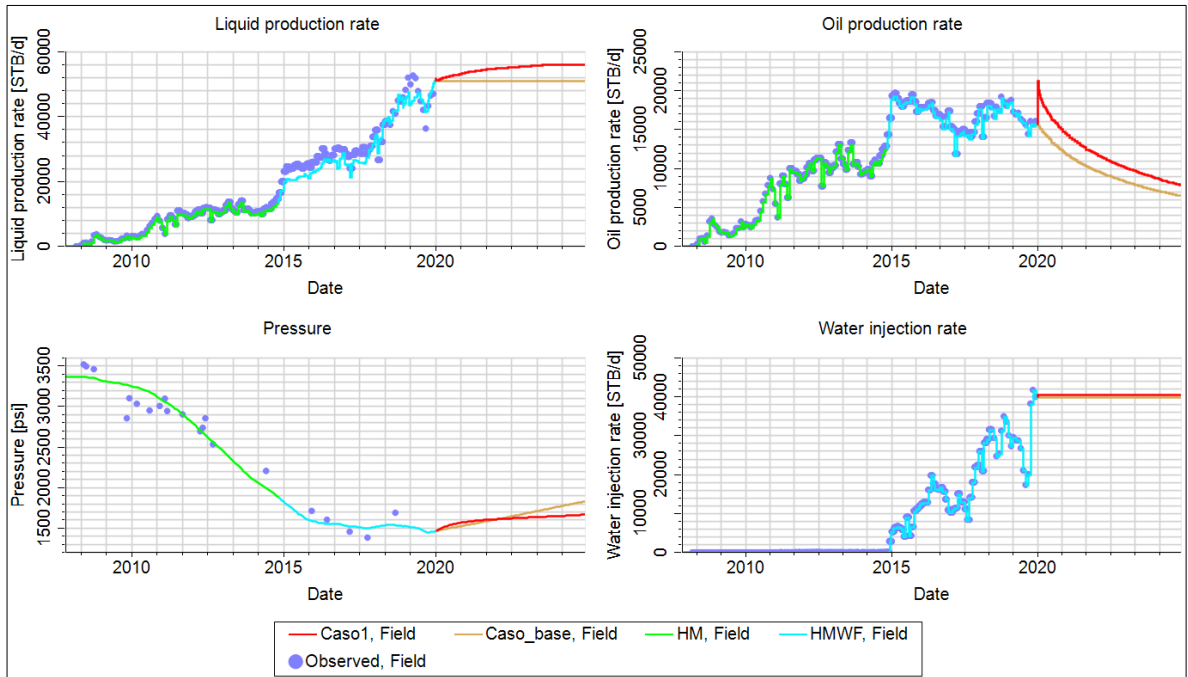 Liquid production rate
Liquid production rate [STB/d]
0
20000
40000
60000
2010
2015
2020
Date
Oil production rate
Oil production rate [STB/d]
0
5000
10000
15000
20000
25000
2010
2015
2020
Date
Pressure
Pressure [psi]
1500
2000
2500
3000
3500
2010
2015
2020
Date
Water injection rate
Water injection rate [STB/d]
0
10000
20000
30000
40000
50000
2010
2015
2020
Date
Caso1, Field
Caso_base, Field
HM, Field
HMWF, Field
Observed, Field